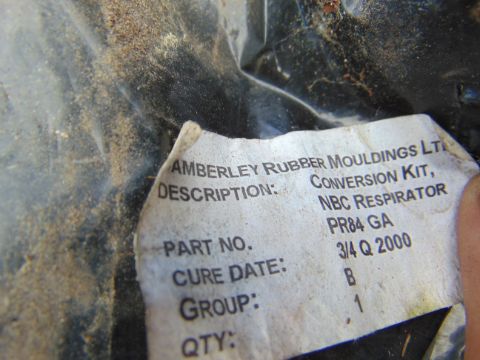 AMBERLEY RUBBER MOULDINGS LT
DESCRIPTION: CONVERSION KIT,
NBC RESPIRATOR
PART NO. PR84 GA
CURE DATE: 3/4 Q 2000
GROUP: B
QTY: 1